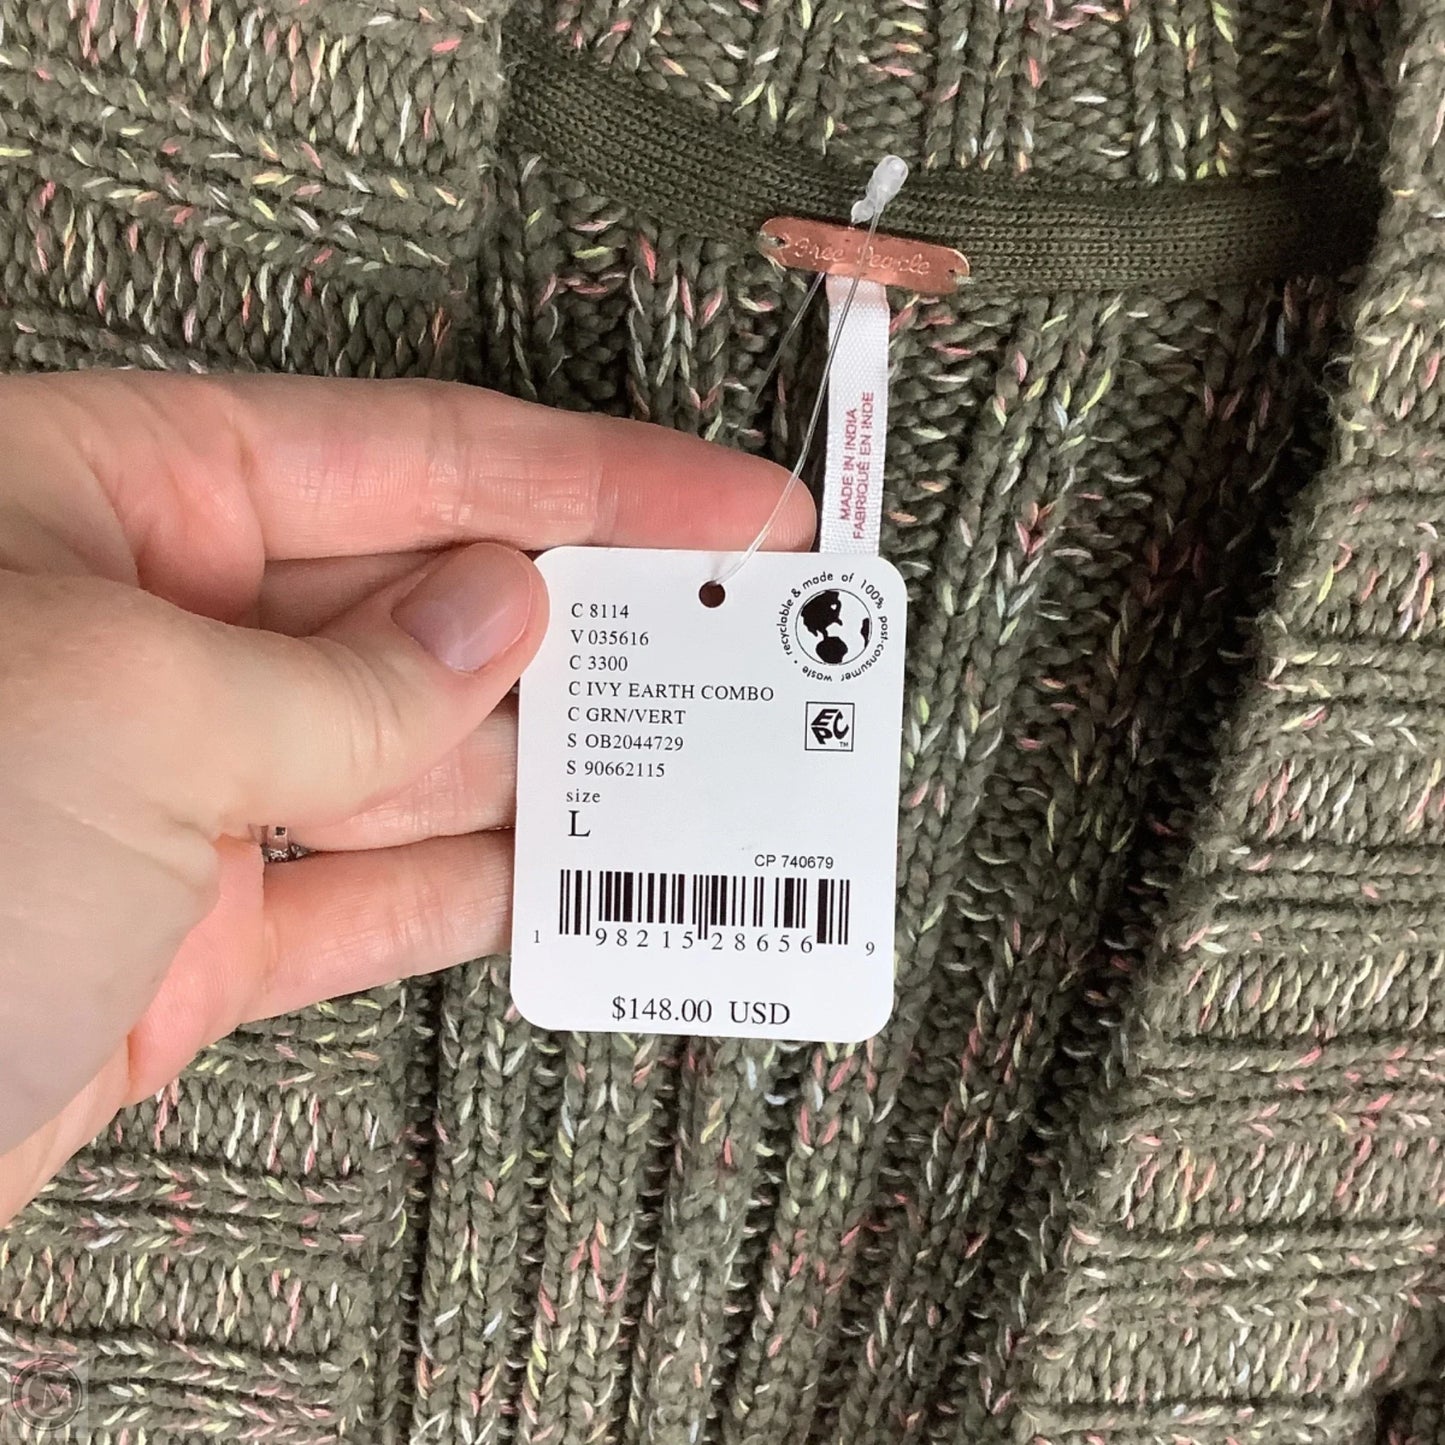 Free People
MADE IN INDIA
FABRIQUÉ EN INDE
recyclable & made of 100% post-consumer waste •
C 8114
V 035616
C 3300
C IVY EARTH COMBO
C GRN/VERT
S OB2044729
S 90662115
EPC™
size
L
CP 740679
1 98215 28656 9
$148.00 USD